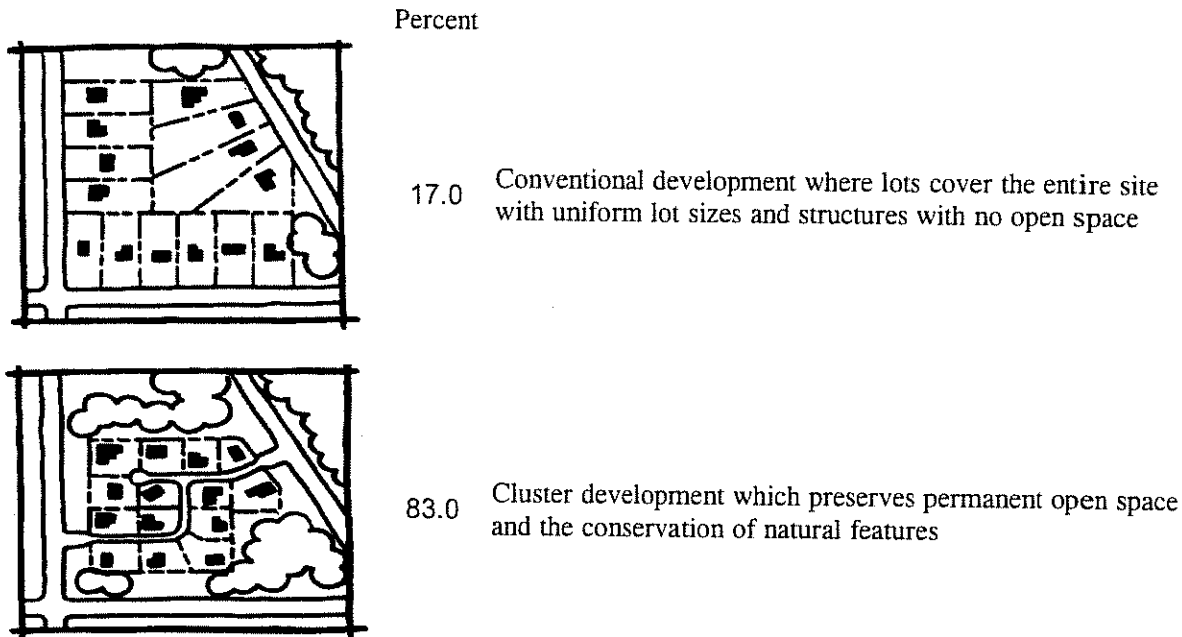 Percent
17.0
Conventional development where lots cover the entire site
with uniform lot sizes and structures with no open space
83.0
Cluster development which preserves permanent open space
and the conservation of natural features